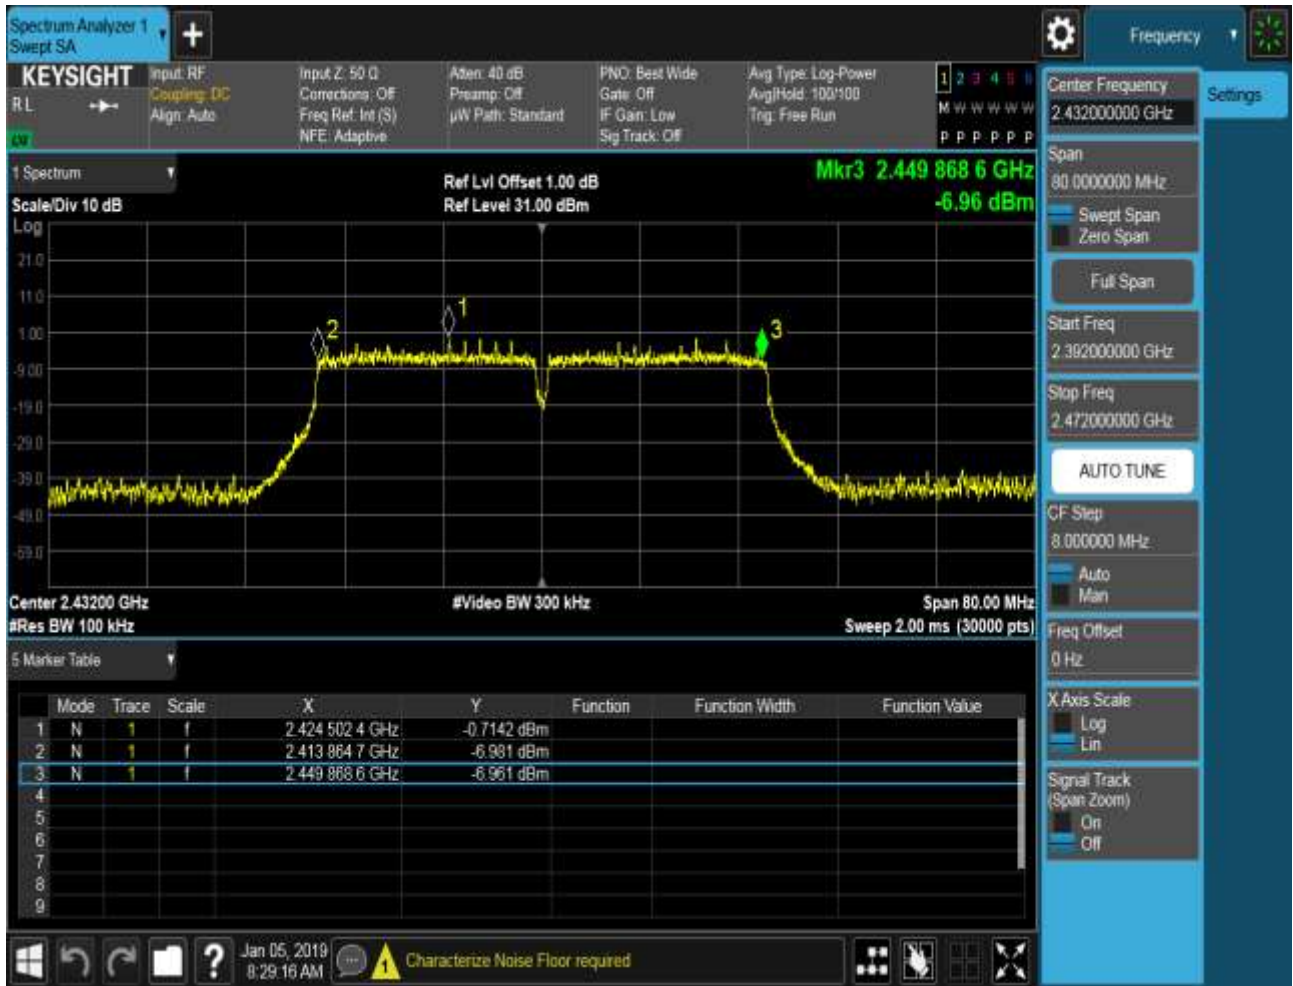 Spectrum Analyzer 1
Swept SA
+
Frequency
KEYSIGHT
RL
Input: RF
Coupling: DC
Align: Auto
Input Z: 50 Ω
Corrections: Off
Freq Ref: Int (S)
NFE: Adaptive
Atten: 40 dB
Preamp: Off
µW Path: Standard
PNO: Best Wide
Gate: Off
IF Gain: Low
Sig Track: Off
Avg Type: Log-Power
Avg|Hold: 100/100
Trig: Free Run
1 2 3 4 5 6
M W W W W W
P P P P P P
Center Frequency
2.432000000 GHz
Settings
Span
80.0000000 MHz
Swept Span
Zero Span
Full Span
Start Freq
2.392000000 GHz
Stop Freq
2.472000000 GHz
AUTO TUNE
CF Step
8.000000 MHz
Auto
Man
Freq Offset
0 Hz
X Axis Scale
Log
Lin
Signal Track
(Span Zoom)
On
Off
1 Spectrum
Scale/Div 10 dB
Ref Lvl Offset 1.00 dB
Ref Level 31.00 dBm
Mkr3 2.449 868 6 GHz
-6.96 dBm
Log
21.0
11.0
1.00
-9.00
-19.0
-29.0
-39.0
-49.0
-59.0
2
1
3
Center 2.43200 GHz
#Video BW 300 kHz
Span 80.00 MHz
#Res BW 100 kHz
Sweep 2.00 ms (30000 pts)
5 Marker Table
Mode Trace Scale X Y Function Function Width Function Value
1 N 1 f 2.424 502 4 GHz -0.7142 dBm
2 N 1 f 2.413 864 7 GHz -6.981 dBm
3 N 1 f 2.449 868 6 GHz -6.961 dBm
4
5
6
7
8
9
?
Jan 05, 2019
8:29:16 AM
1
Characterize Noise Floor required